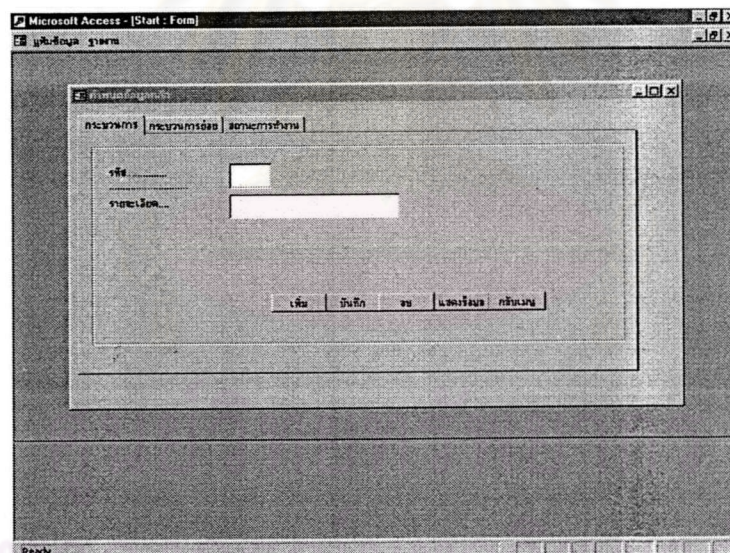 Microsoft Access - [Start : Form]
แฟ้มข้อมูล รายงาน
กระบวนการ กระบวนการย่อย สถานะการทำงาน
รหัส............
รายละเอียด...
เพิ่ม บันทึก ลบ แสดงข้อมูล กลับเมนู
Ready